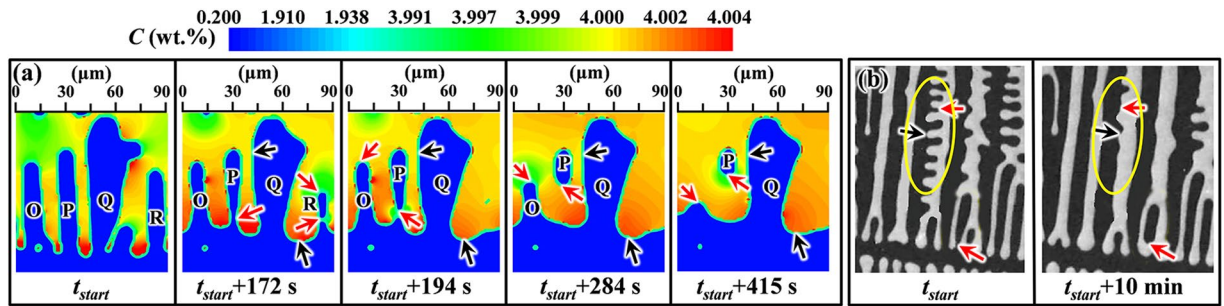 0.200 1.910 1.938 3.991 3.997 3.999 4.000 4.002 4.004
C (wt.%)
(a) (μm) (μm) (μm) (μm) (μm) (b)
0 30 60 90 0 30 60 90 0 30 60 90 0 30 60 90 0 30 60 90
O P Q R
O P Q R
O P Q
O P Q
P Q
t_start t_start+172 s t_start+194 s t_start+284 s t_start+415 s t_start t_start+10 min